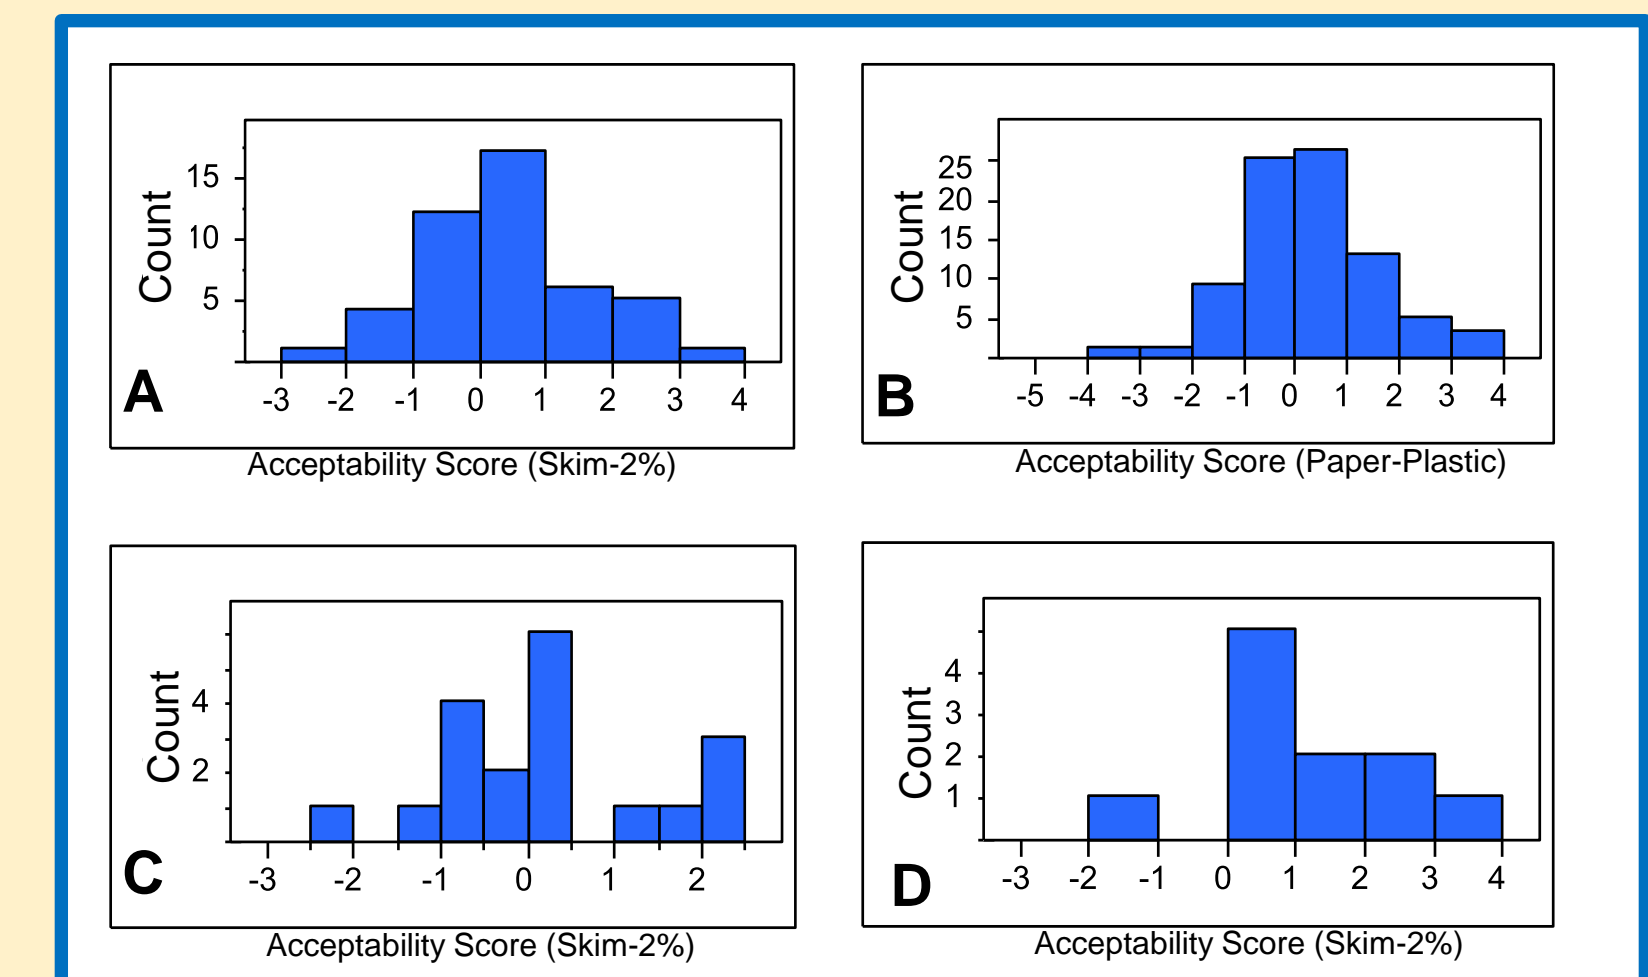 15
10
5
Count
-3 -2 -1 0 1 2 3 4
A
Acceptability Score (Skim-2%)
25
20
15
10
5
Count
-5 -4 -3 -2 -1 0 1 2 3 4
B
Acceptability Score (Paper-Plastic)
4
2
Count
-3 -2 -1 0 1 2
C
Acceptability Score (Skim-2%)
4
3
2
1
Count
-3 -2 -1 0 1 2 3 4
D
Acceptability Score (Skim-2%)